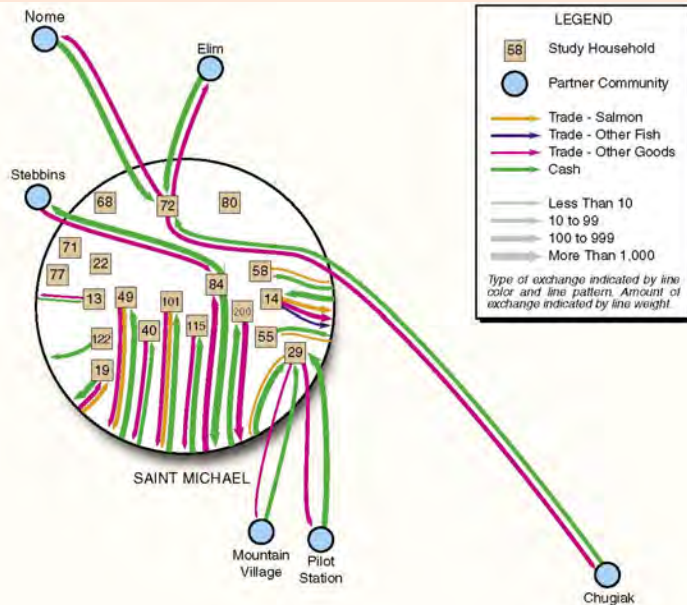 Nome
Elim
Stebbins
68
72
80
71
22
77
84
58
13
49
101
14
200
40
115
55
122
29
19
SAINT MICHAEL
Mountain
Village
Pilot
Station
Chugiak
LEGEND
58 Study Household
Partner Community
Trade - Salmon
Trade - Other Fish
Trade - Other Goods
Cash
Less Than 10
10 to 99
100 to 999
More Than 1,000
Type of exchange indicated by line
color and line pattern. Amount of
exchange indicated by line weight.